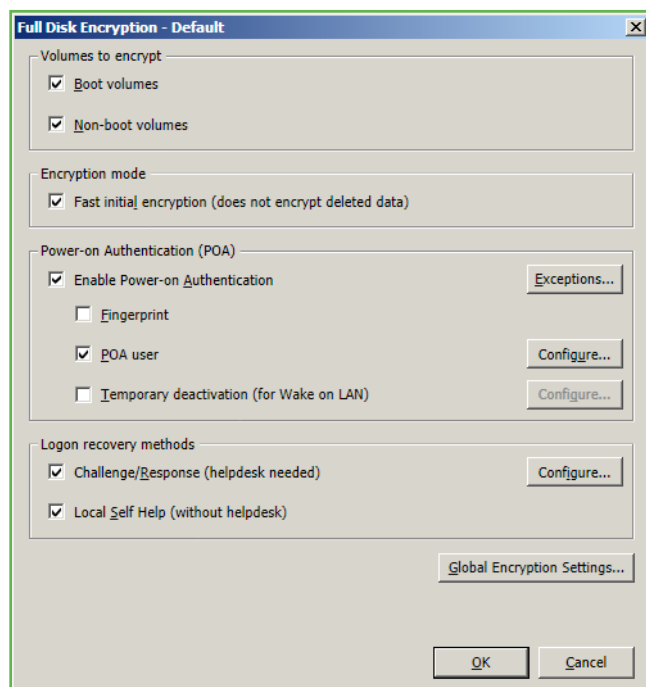 Full Disk Encryption - Default
Volumes to encrypt
Boot volumes
Non-boot volumes
Encryption mode
Fast initial encryption (does not encrypt deleted data)
Power-on Authentication (POA)
Enable Power-on Authentication
Exceptions...
Fingerprint
POA user
Configure...
Temporary deactivation (for Wake on LAN)
Configure...
Logon recovery methods
Challenge/Response (helpdesk needed)
Configure...
Local Self Help (without helpdesk)
Global Encryption Settings...
OK
Cancel